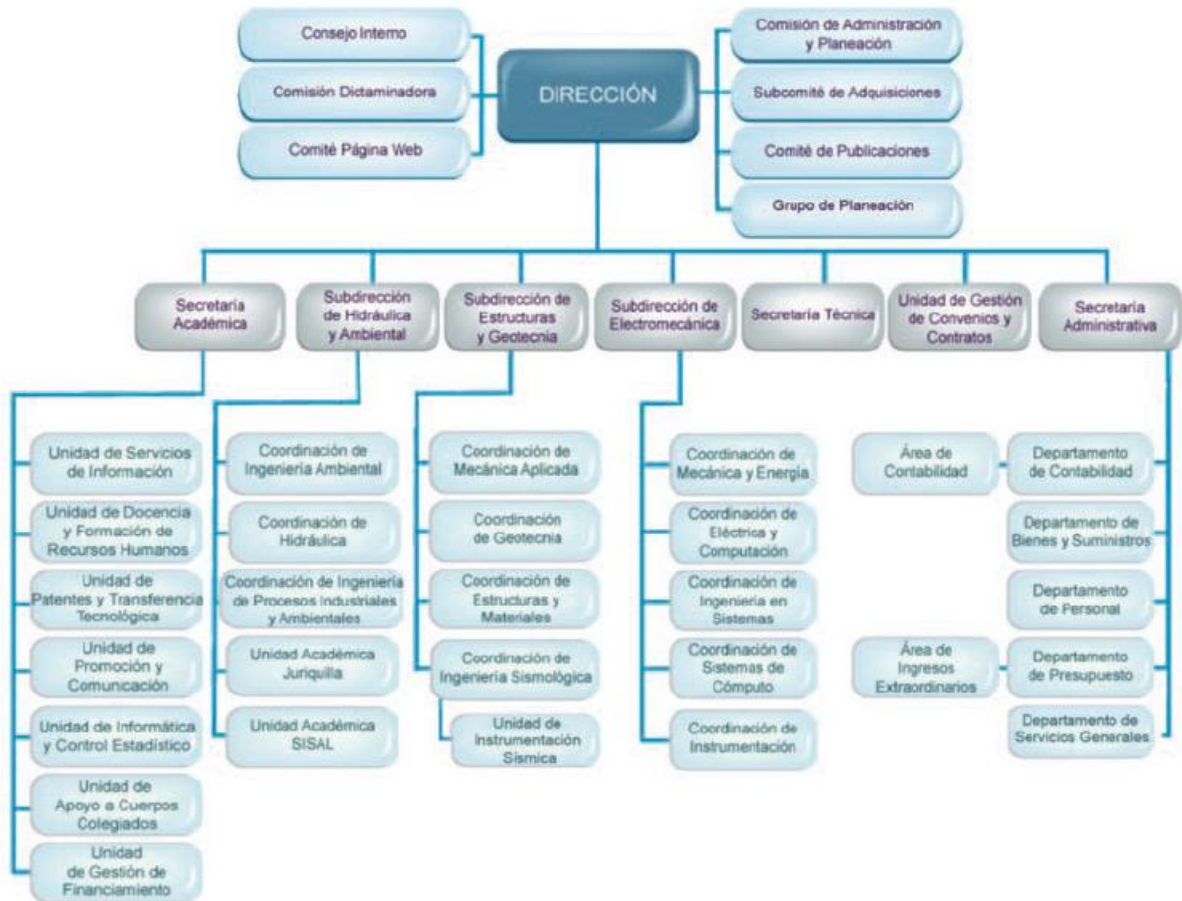 Consejo Interno
Comisión Dictaminadora
Comité Página Web
DIRECCIÓN
Comisión de Administración
y Planeación
Subcomité de Adquisiciones
Comité de Publicaciones
Grupo de Planeación
Secretaría
Académica
Subdirección
de Hidráulica
y Ambiental
Subdirección de
Estructuras
y Geotecnia
Subdirección de
Electromecánica
Secretaría Técnica
Unidad de Gestión
de Convenios y
Contratos
Secretaría
Administrativa
Unidad de Servicios
de Información
Unidad de Docencia
y Formación de
Recursos Humanos
Unidad de
Patentes y Transferencia
Tecnológica
Unidad de
Promoción y
Comunicación
Unidad de Informática
y Control Estadístico
Unidad de
Apoyo a Cuerpos
Colegiados
Unidad
de Gestión de
Financiamiento
Coordinación de
Ingeniería Ambiental
Coordinación de
Hidráulica
Coordinación de Ingeniería
de Procesos Industriales
y Ambientales
Unidad Académica
Juriquilla
Unidad Académica
SISAL
Coordinación de
Mecánica Aplicada
Coordinación
de Geotecnia
Coordinación de
Estructuras y
Materiales
Coordinación de
Ingeniería Sismológica
Unidad de
Instrumentación
Sísmica
Coordinación de
Mecánica y Energía
Coordinación de
Eléctrica y
Computación
Coordinación de
Ingeniería en
Sistemas
Coordinación de
Sistemas de
Cómputo
Coordinación de
Instrumentación
Área de
Contabilidad
Departamento
de Contabilidad
Departamento de
Bienes y Suministros
Departamento
de Personal
Área de
Ingresos
Extraordinarios
Departamento
de Presupuesto
Departamento de
Servicios Generales